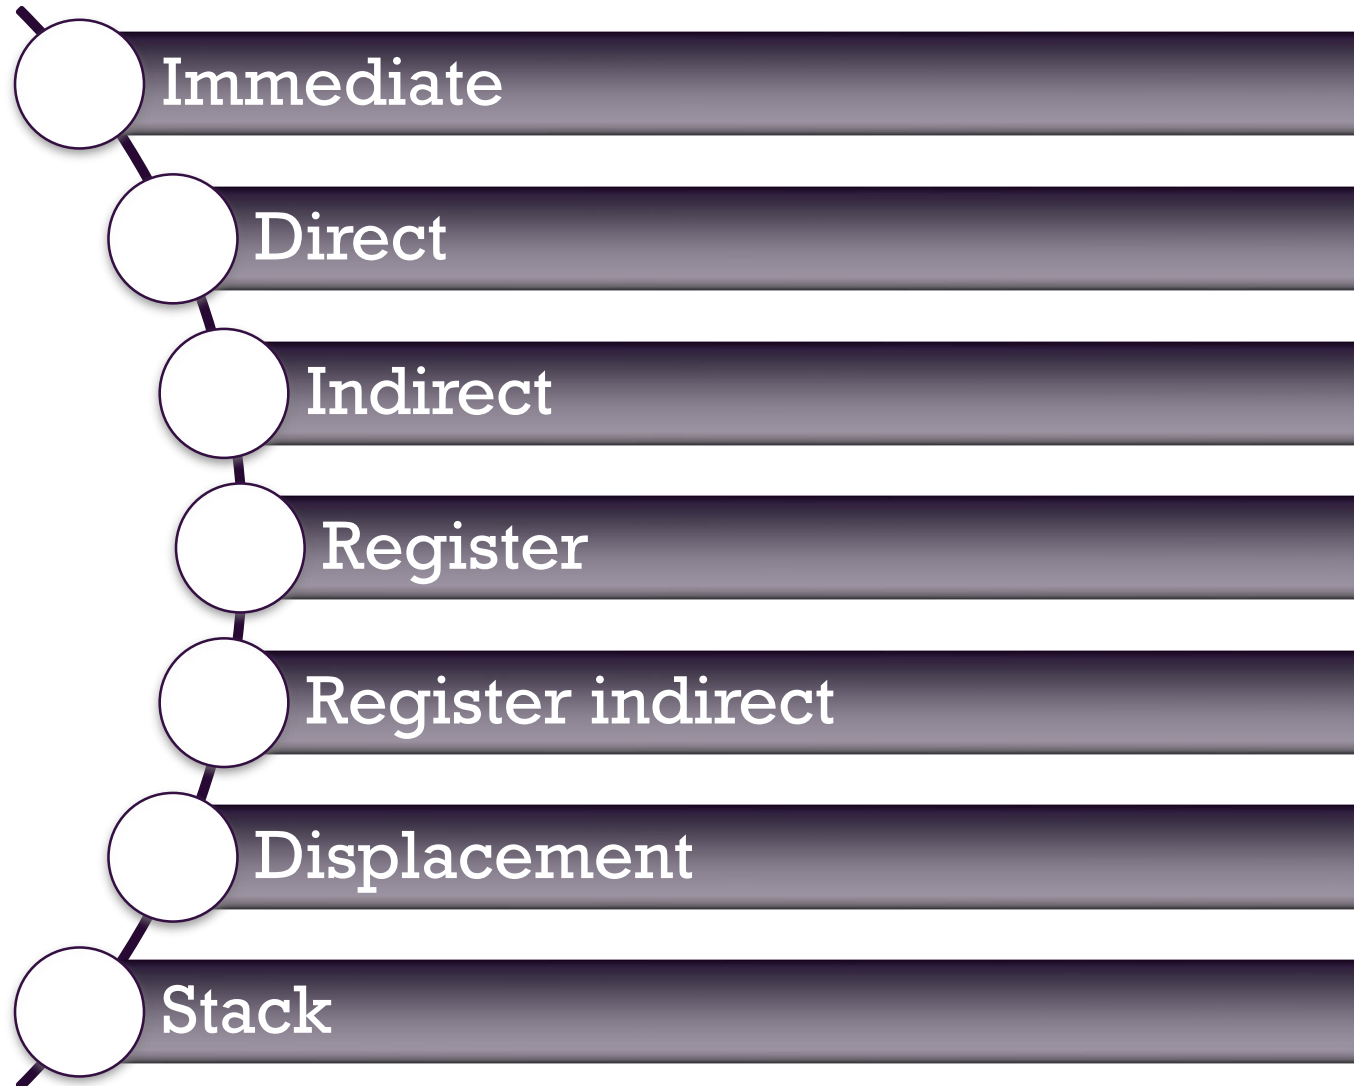 Immediate
Direct
Indirect
Register
Register indirect
Displacement
Stack